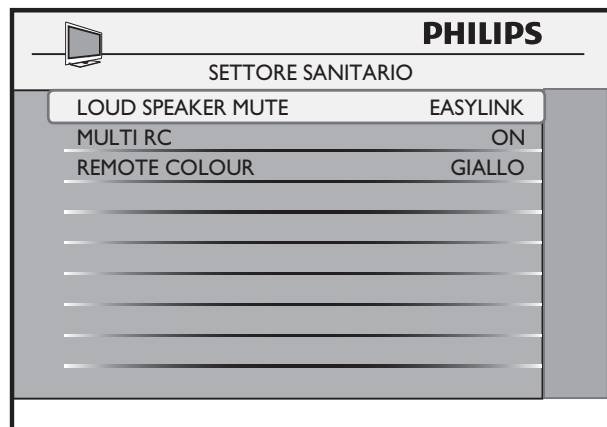 PHILIPS
SETTORE SANITARIO
LOUD SPEAKER MUTE EASYLINK
MULTI RC ON
REMOTE COLOUR GIALLO